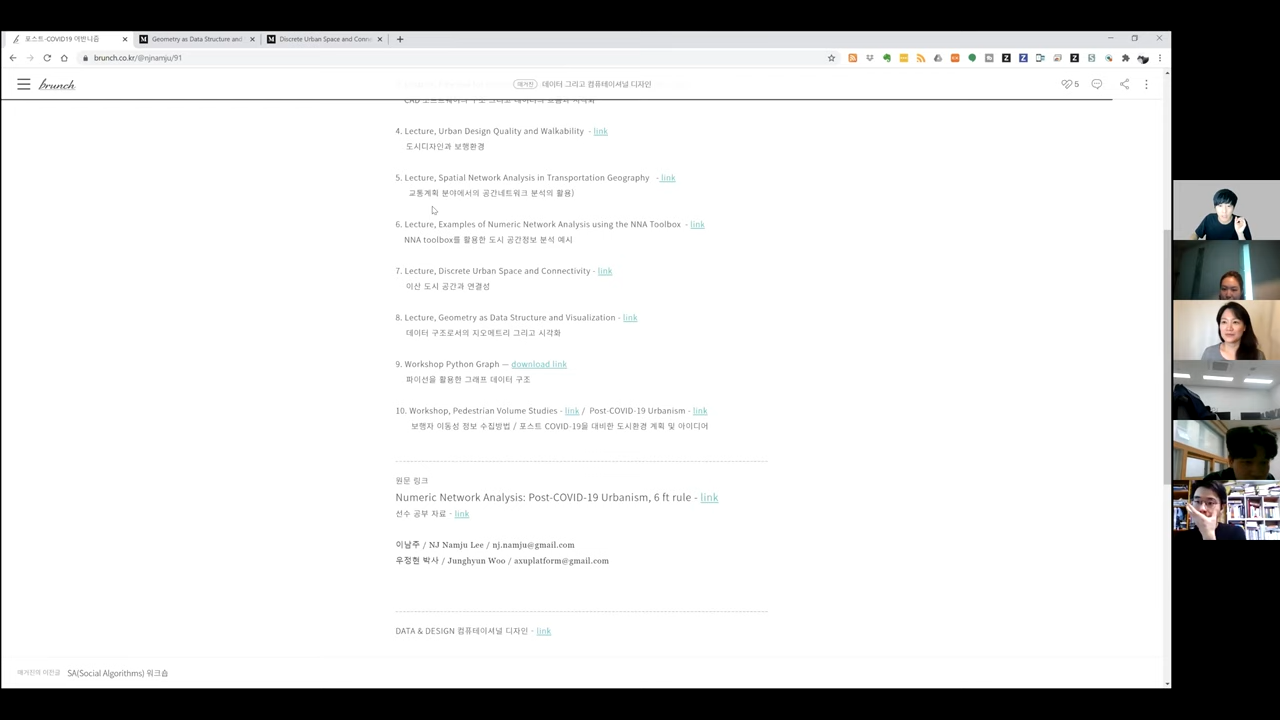 포스트-COVID19 어반니즘
Geometry as Data Structure and
Discrete Urban Space and Conne
brunch.co.kr/@njnamju/91
brunch
매거진 데이터 그리고 컴퓨테이셔널 디자인
5
4. Lecture, Urban Design Quality and Walkability - link
도시디자인과 보행환경
5. Lecture, Spatial Network Analysis in Transportation Geography - link
교통계획 분야에서의 공간네트워크 분석의 활용)
6. Lecture, Examples of Numeric Network Analysis using the NNA Toolbox - link
NNA toolbox를 활용한 도시 공간정보 분석 예시
7. Lecture, Discrete Urban Space and Connectivity - link
이산 도시 공간과 연결성
8. Lecture, Geometry as Data Structure and Visualization - link
데이터 구조로서의 지오메트리 그리고 시각화
9. Workshop Python Graph — download link
파이선을 활용한 그래프 데이터 구조
10. Workshop, Pedestrian Volume Studies - link / Post-COVID-19 Urbanism - link
보행자 이동성 정보 수집방법 / 포스트 COVID-19을 대비한 도시환경 계획 및 아이디어
원문 링크
Numeric Network Analysis: Post-COVID-19 Urbanism, 6 ft rule - link
선수 공부 자료 - link
이남주 / NJ Namju Lee / nj.namju@gmail.com
우정현 박사 / Junghyun Woo / axuplatform@gmail.com
DATA & DESIGN 컴퓨테이셔널 디자인 - link
매거진의 이전글 SA(Social Algorithms) 워크숍